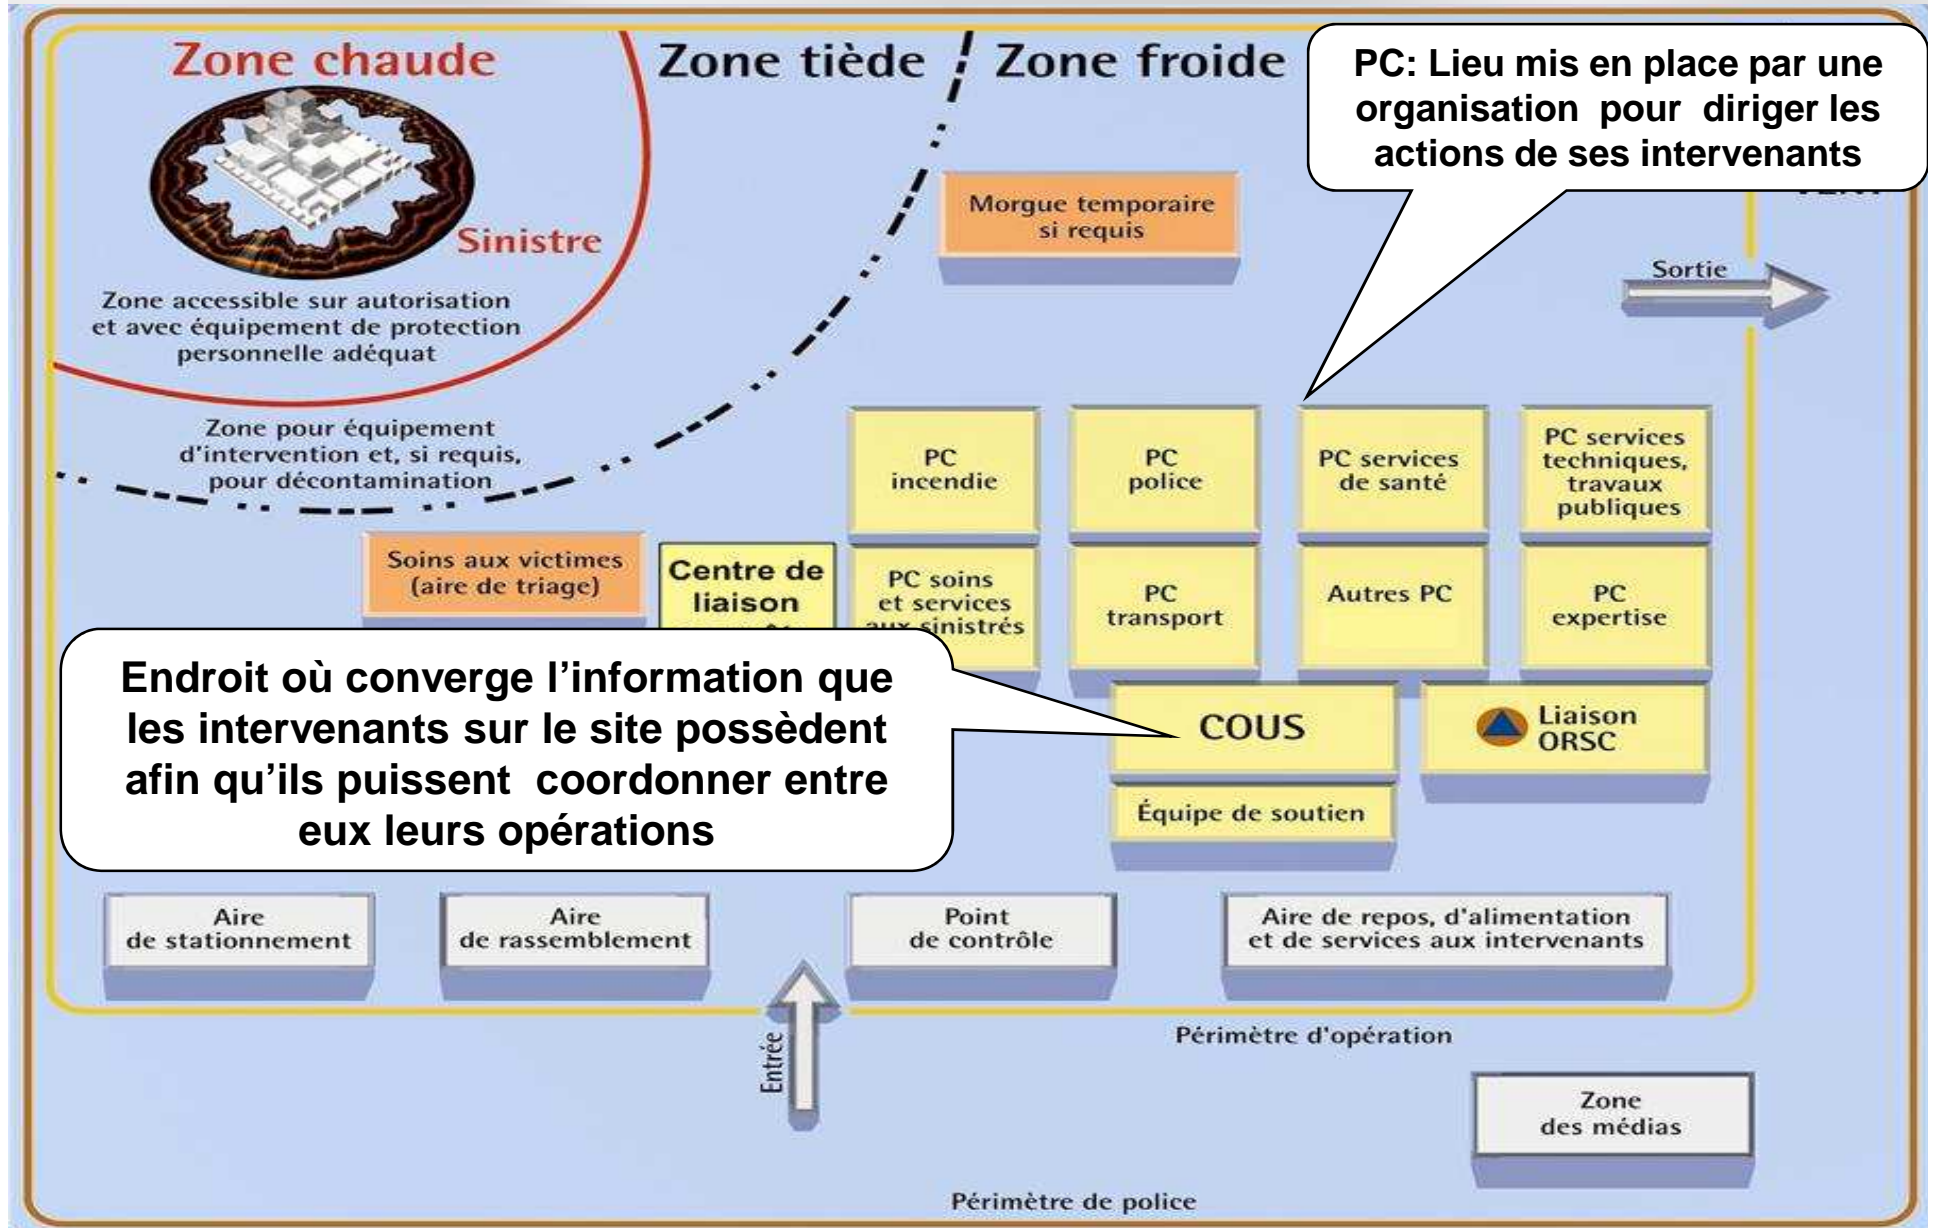 Zone chaude
Zone tiède
Zone froide
PC: Lieu mis en place par une
organisation pour diriger les
actions de ses intervenants
Sinistre
Zone accessible sur autorisation
et avec équipement de protection
personnelle adéquat
Morgue temporaire
si requis
Sortie
Zone pour équipement
d'intervention et, si requis,
pour décontamination
PC
incendie
PC
police
PC services
de santé
PC services
techniques,
travaux
publiques
Soins aux victimes
(aire de triage)
Centre de
liaison
PC soins
et services
aux sinistrés
PC
transport
Autres PC
PC
expertise
Endroit où converge l’information que
les intervenants sur le site possèdent
afin qu’ils puissent coordonner entre
eux leurs opérations
COUS
Liaison
ORSC
Équipe de soutien
Aire
de stationnement
Aire
de rassemblement
Point
de contrôle
Aire de repos, d'alimentation
et de services aux intervenants
Entrée
Périmètre d'opération
Zone
des médias
Périmètre de police